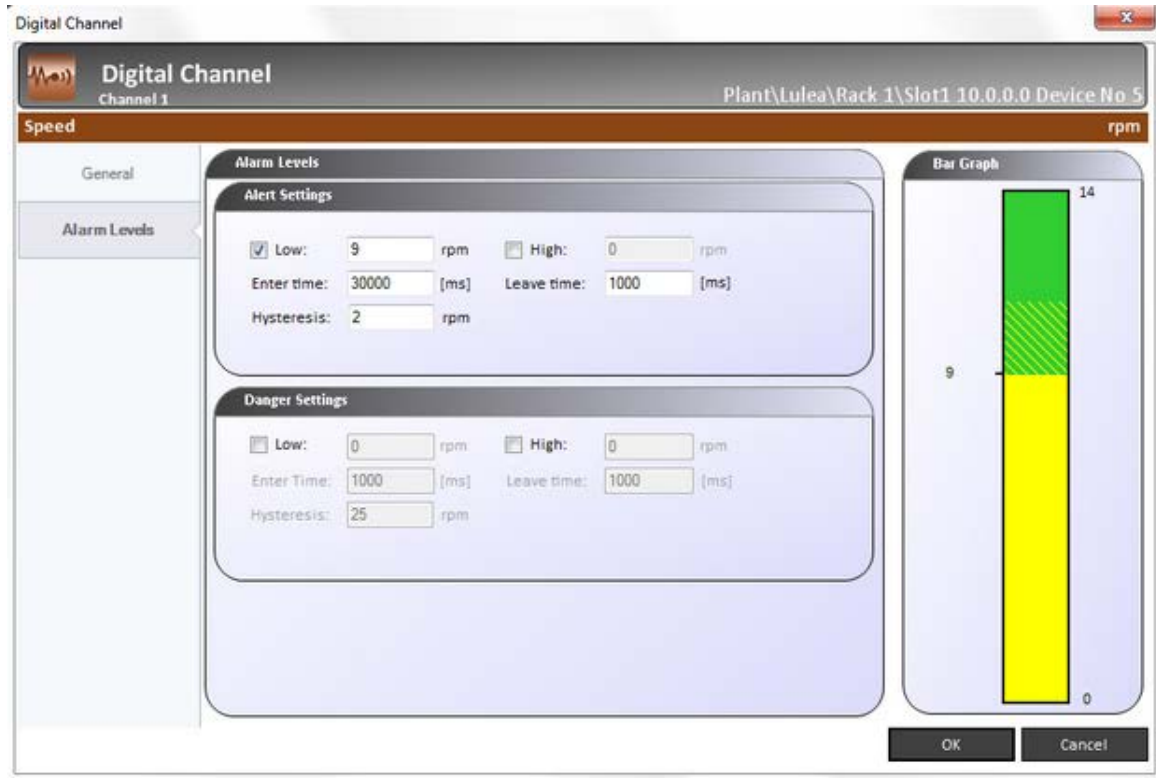 Digital Channel
Digital Channel
Channel 1
Plant\Lulea\Rack 1\Slot1 10.0.0.0 Device No 5
Speed rpm
General
Alarm Levels
Alarm Levels
Alert Settings
Low: 9 rpm High: 0 rpm
Enter time: 30000 [ms] Leave time: 1000 [ms]
Hysteresis: 2 rpm
Danger Settings
Low: 0 rpm High: 0 rpm
Enter Time: 1000 [ms] Leave time: 1000 [ms]
Hysteresis: 25 rpm
Bar Graph
14
9
0
OK Cancel